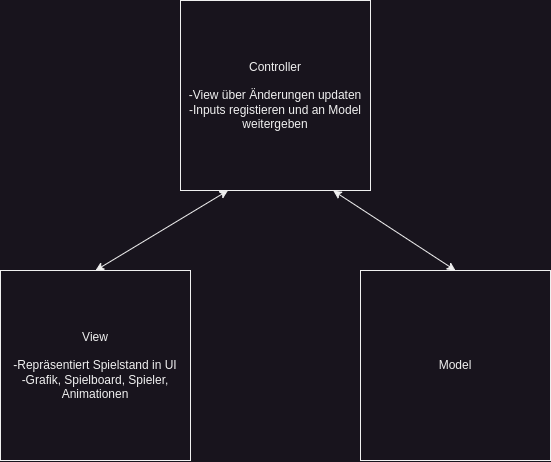 Controller
-View über Änderungen updaten
-Inputs registieren und an Model
weitergeben
View
-Repräsentiert Spielstand in UI
-Grafik, Spielboard, Spieler,
Animationen
Model